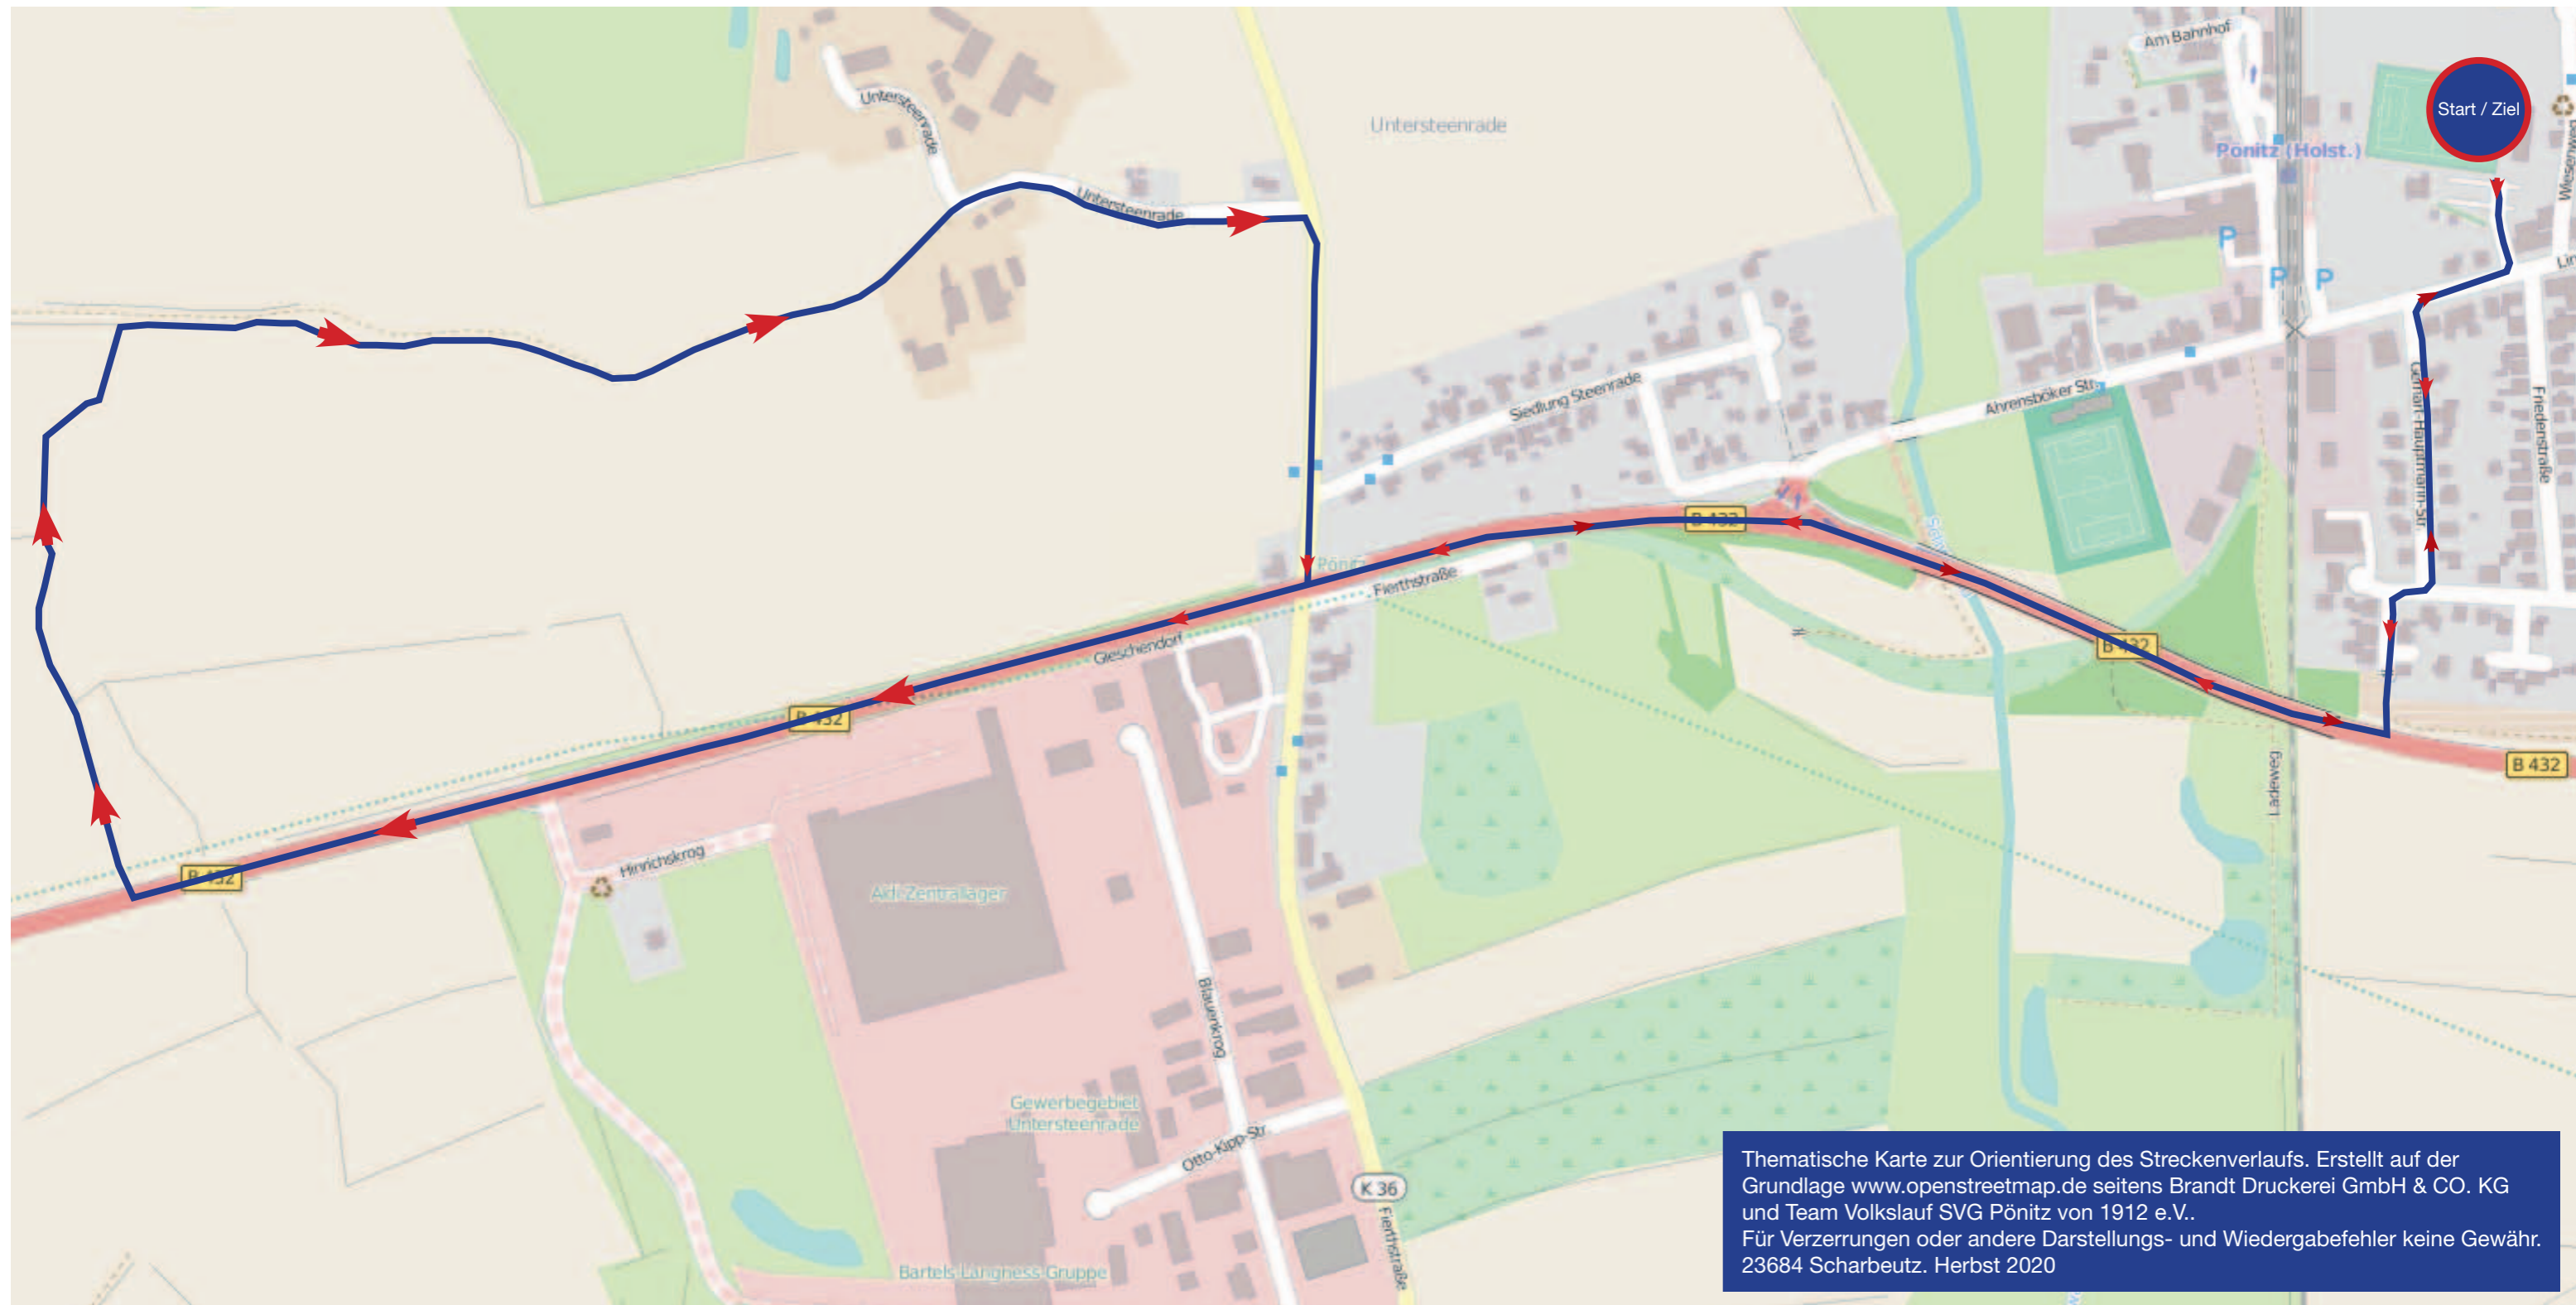 Am Bahnhof
Start / Ziel
Untersteenrade
Untersteenrade
Pönitz (Holst.)
Untersteenrade
P
P
P
Siedlung Steenrade
Ahrensböker Str.
Gerhart-Hauptmann-Str.
Friedenstraße
B 432
Fierthstraße
Gleschendorf
B 432
B 432
B 432
Ladeweg
B 432
Hinrichskrog
Aldi-Zentrallager
Blauenkrog
Gewerbegebiet
Untersteenrade
Otto-Kipp-Str.
K 36
Fierthstraße
Bartels Langness Gruppe
Thematische Karte zur Orientierung des Streckenverlaufs. Erstellt auf der
Grundlage www.openstreetmap.de seitens Brandt Druckerei GmbH & CO. KG
und Team Volkslauf SVG Pönitz von 1912 e.V..
Für Verzerrungen oder andere Darstellungs- und Wiedergabefehler keine Gewähr.
23684 Scharbeutz. Herbst 2020